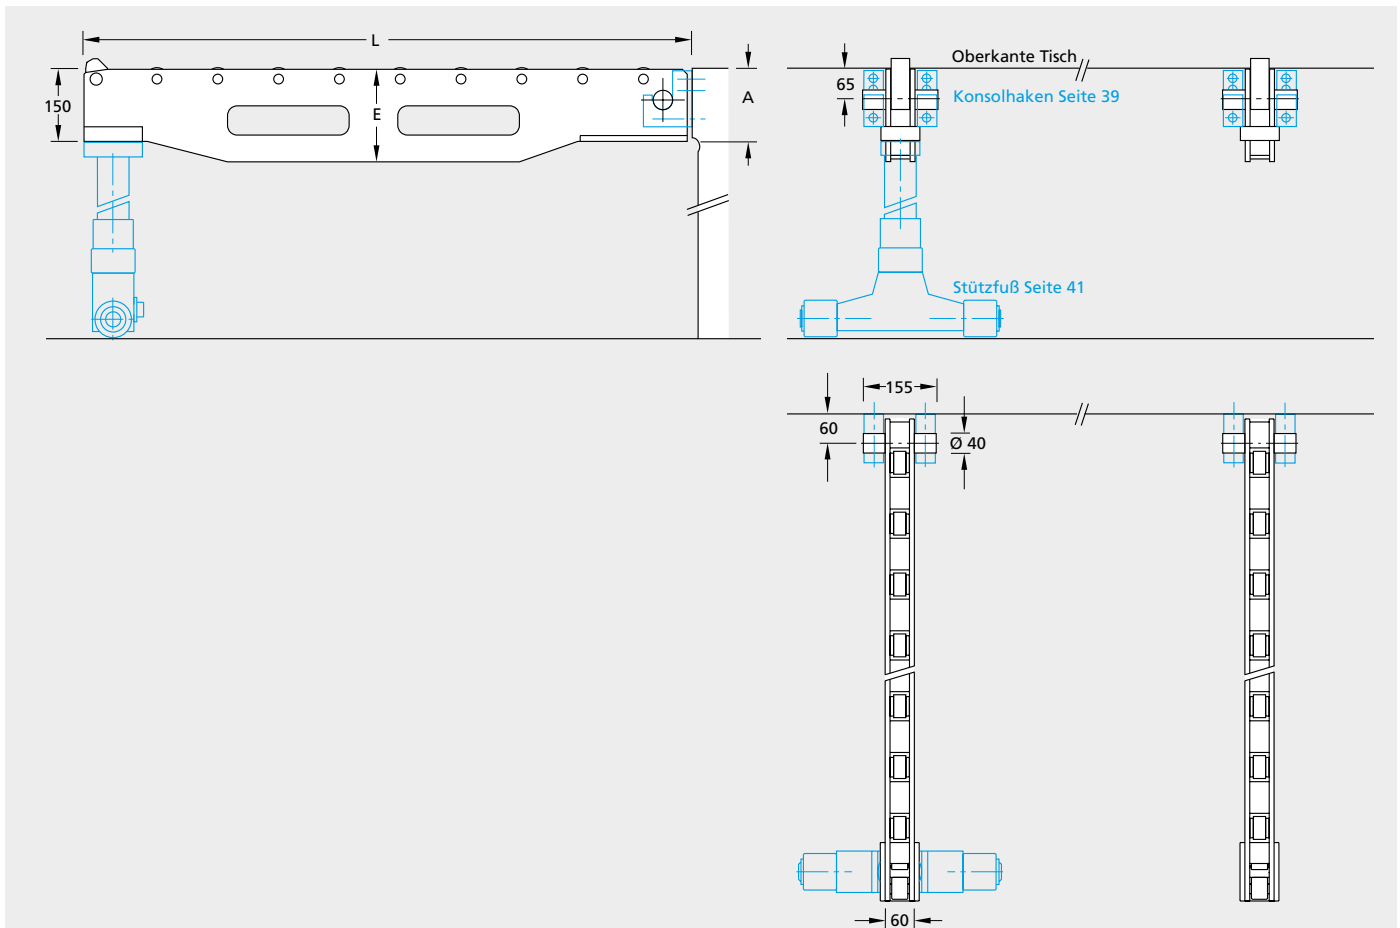 L
150
E
A
Oberkante Tisch
65
Konsolhaken Seite 39
Stützfuß Seite 41
155
60
Ø 40
60